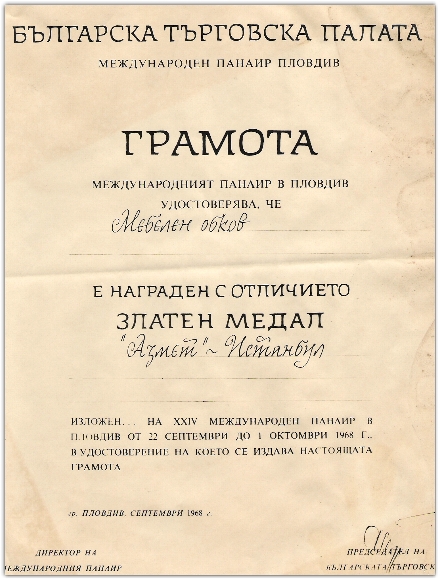 БЪЛГАРСКА ТЪРГОВСКА ПАЛАТА
МЕЖДУНАРОДЕН ПАНАИР ПЛОВДИВ
ГРАМОТА
МЕЖДУНАРОДНИЯТ ПАНАИР В ПЛОВДИВ
УДОСТОВЕРЯВА, ЧЕ
Мебелен обков
Е НАГРАДЕН С ОТЛИЧИЕТО
ЗЛАТЕН МЕДАЛ
"Азмет" ~ Истанбул
ИЗЛОЖЕН... НА XXIV МЕЖДУНАРОДЕН ПАНАИР В
ПЛОВДИВ ОТ 22 СЕПТЕМВРИ ДО 1 ОКТОМВРИ 1968 Г.,
В УДОСТОВЕРЕНИЕ НА КОЕТО СЕ ИЗДАВА НАСТОЯЩАТА
ГРАМОТА
гр. ПЛОВДИВ, СЕПТЕМВРИ 1968 г.
ДИРЕКТОР НА
МЕЖДУНАРОДНИЯ ПАНАИР
ПРЕДСЕДАТЕЛ НА
БЪЛГАРСКАТА ТЪРГОВСК